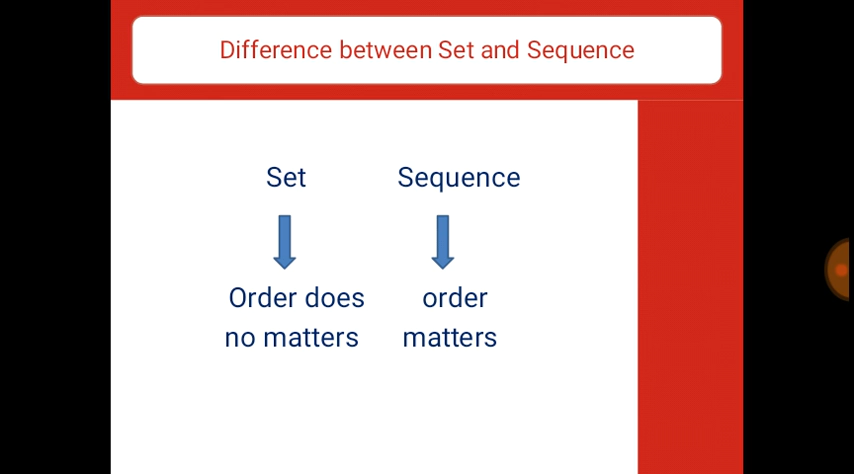 Difference between Set and Sequence
Set
Sequence
Order does
no matters
order
matters